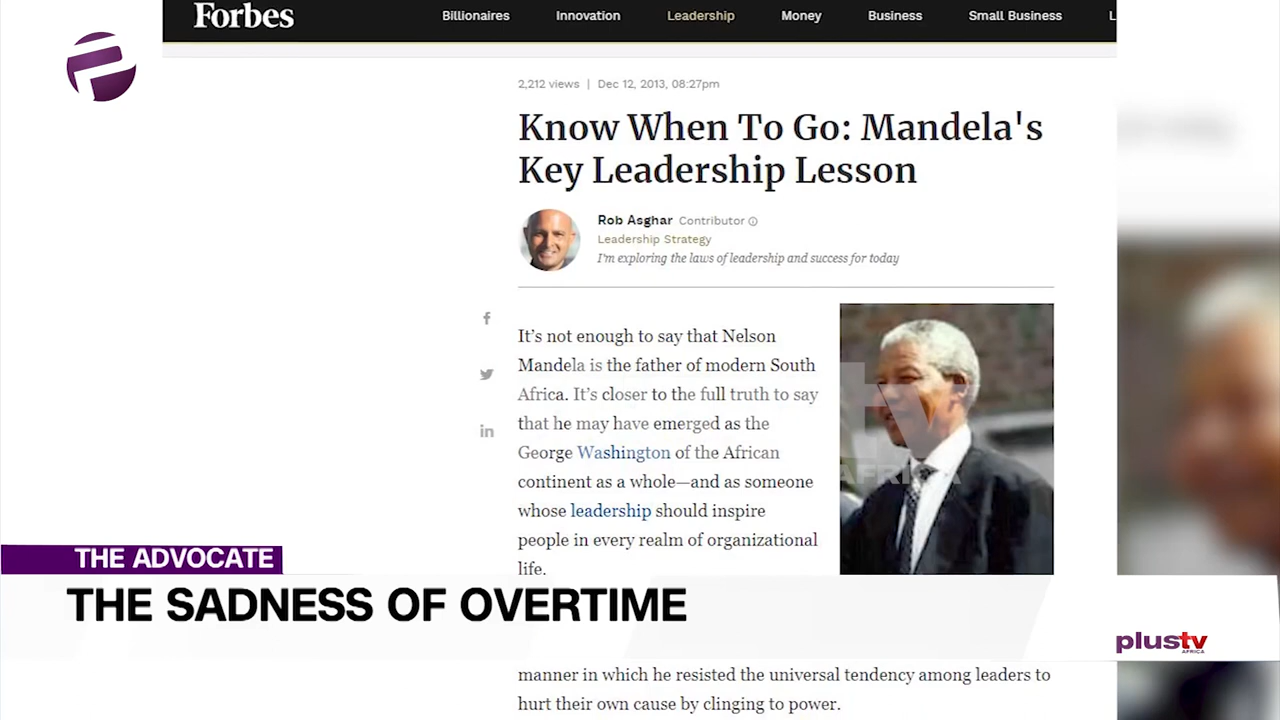 Forbes
Billionaires Innovation Leadership Money Business Small Business L
2,212 views | Dec 12, 2013, 08:27pm
Know When To Go: Mandela's
Key Leadership Lesson
Rob Asghar Contributor
Leadership Strategy
I'm exploring the laws of leadership and success for today
It's not enough to say that Nelson
Mandela is the father of modern South
Africa. It's closer to the full truth to say
that he may have emerged as the
George Washington of the African
continent as a whole—and as someone
whose leadership should inspire
people in every realm of organizational
life.
tv
AFRICA
THE ADVOCATE
THE SADNESS OF OVERTIME
plustv
AFRICA
manner in which he resisted the universal tendency among leaders to
hurt their own cause by clinging to power.